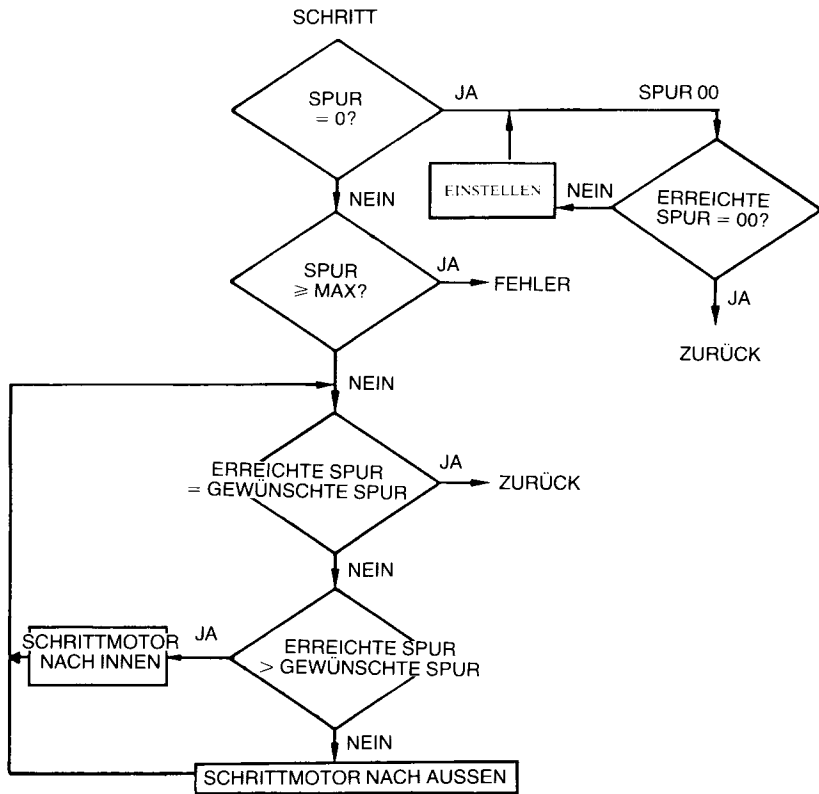 SCHRITT
SPUR
= 0?
JA
SPUR 00
EINSTELLEN
NEIN
ERREICHTE
SPUR = 00?
JA
ZURÜCK
NEIN
SPUR
⩾ MAX?
JA
FEHLER
NEIN
ERREICHTE SPUR
= GEWÜNSCHTE SPUR
JA
ZURÜCK
NEIN
ERREICHTE SPUR
> GEWÜNSCHTE SPUR
JA
SCHRITTMOTOR
NACH INNEN
NEIN
SCHRITTMOTOR NACH AUSSEN